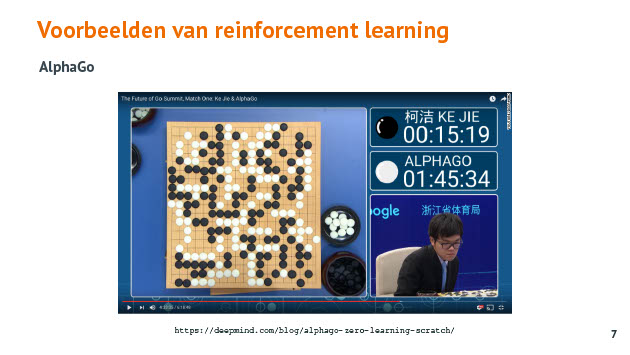 Voorbeelden van reinforcement learning
AlphaGo
The Future of Go Summit, Match One: Ke Jie & AlphaGo
柯洁 KE JIE
00:15:19
ALPHAGO
01:45:34
oogle 浙江省体育局
https://deepmind.com/blog/alphago-zero-learning-scratch/
7